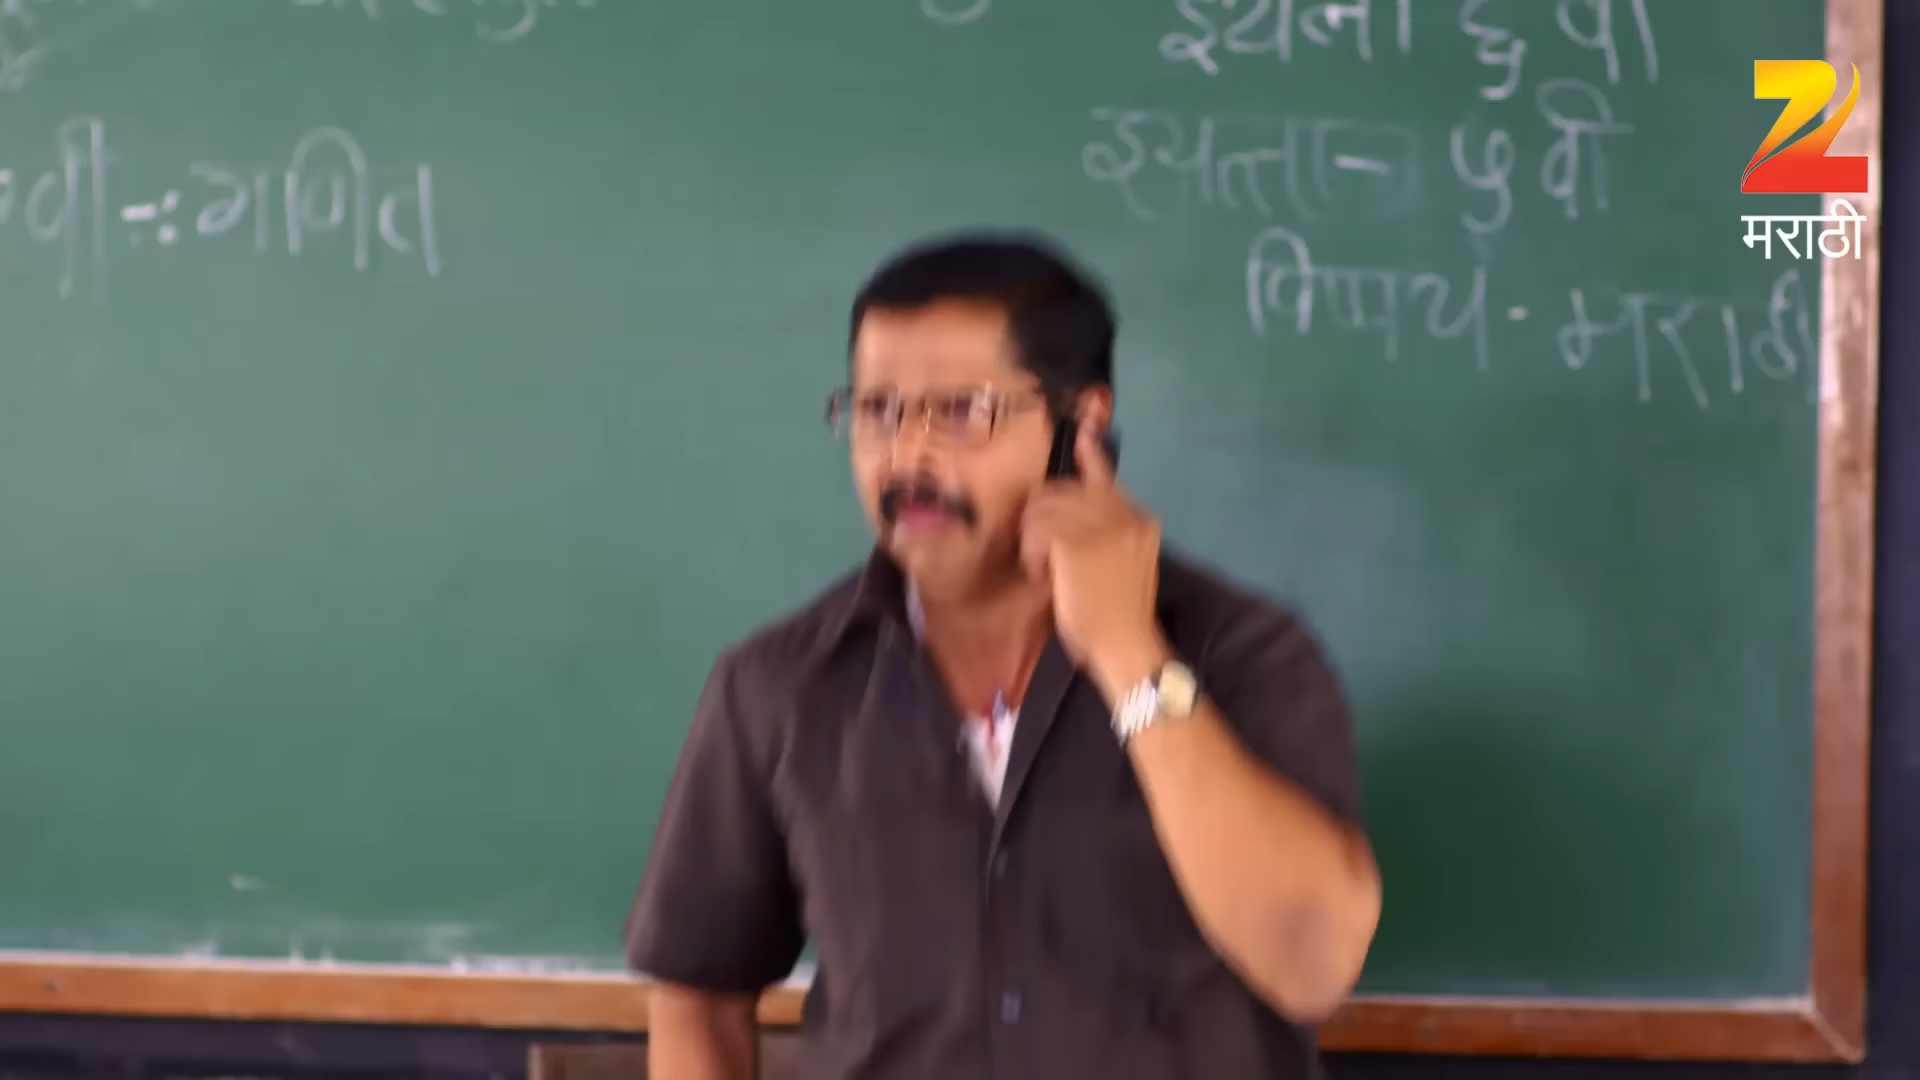 इयत्ता ६ वी
वी -: गणित
इयत्ता - ५ वी
विषय - मराठी
मराठी